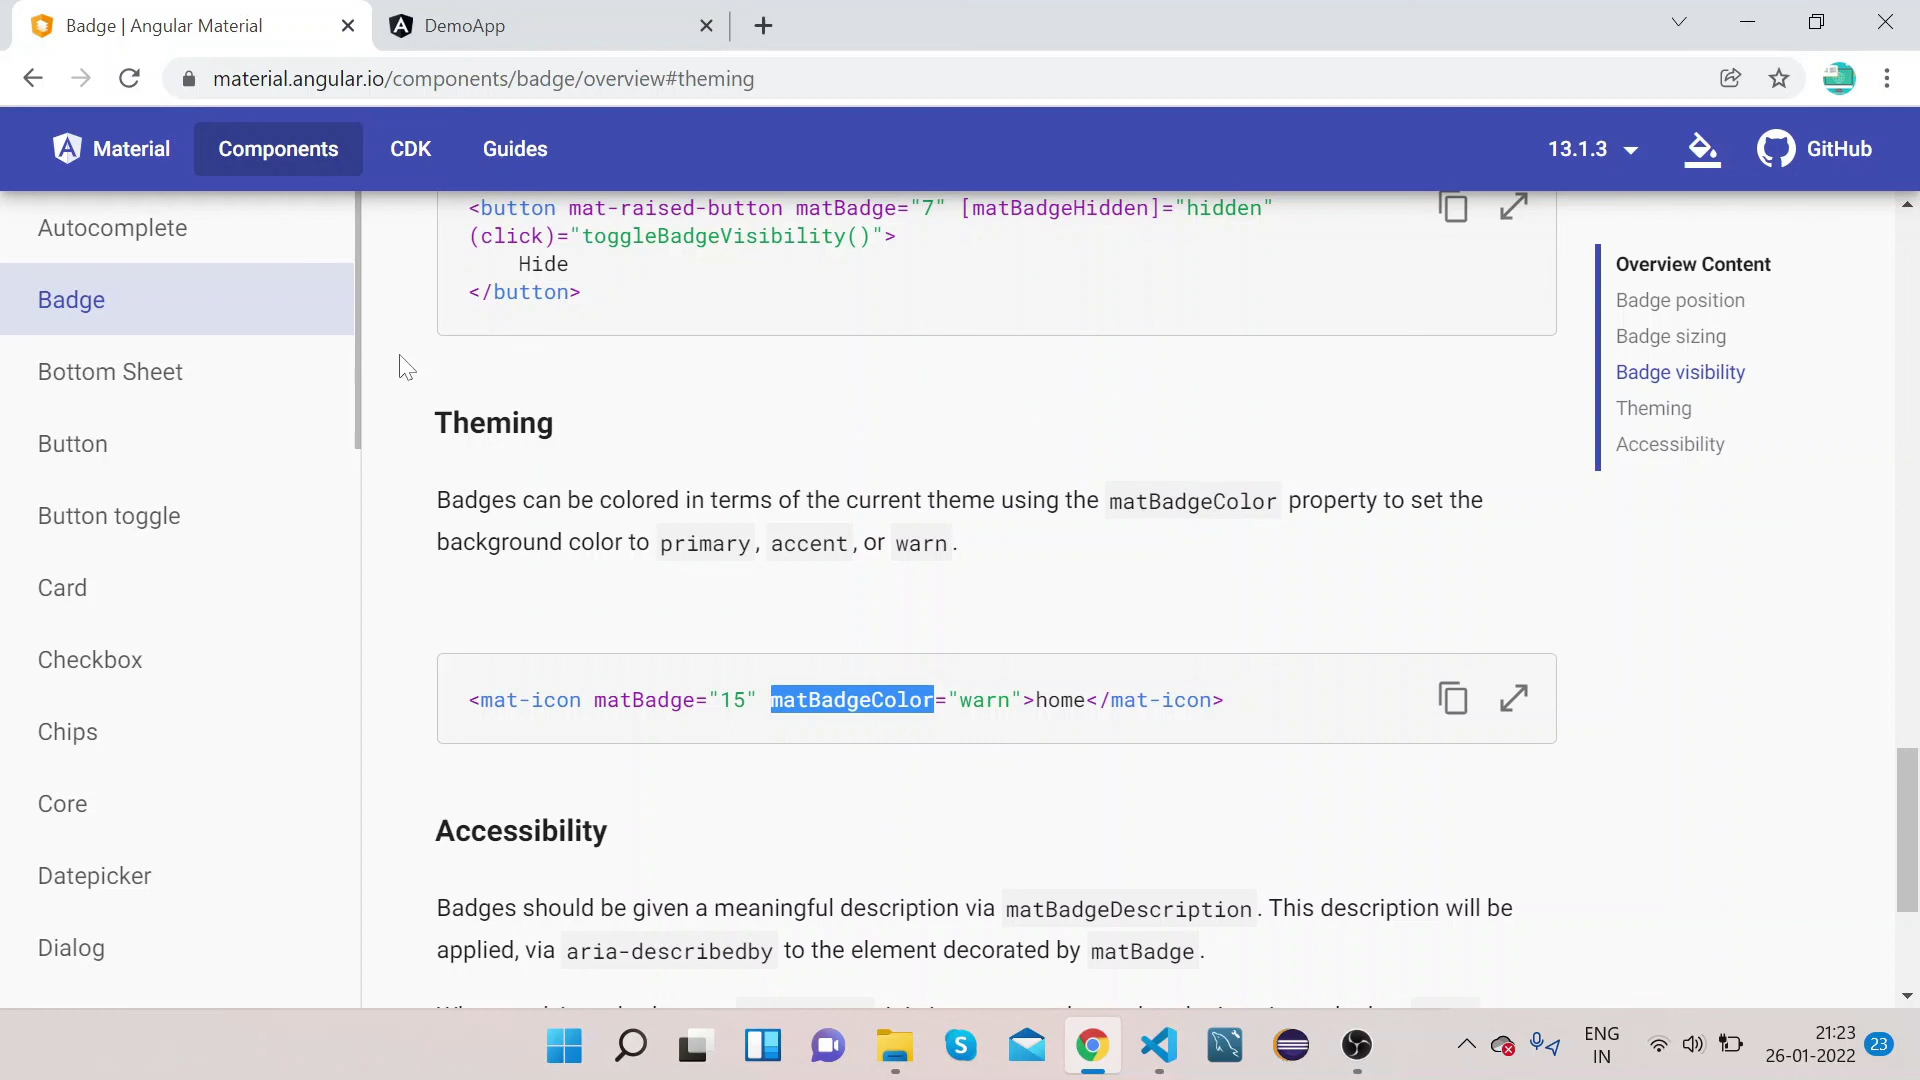 Badge | Angular Material
DemoApp
material.angular.io/components/badge/overview#theming
Material
Components
CDK
Guides
13.1.3
GitHub
Autocomplete
Badge
Bottom Sheet
Button
Button toggle
Card
Checkbox
Chips
Core
Datepicker
Dialog
<button mat-raised-button matBadge="7" [matBadgeHidden]="hidden"
(click)="toggleBadgeVisibility()">
Hide
</button>
Theming
Badges can be colored in terms of the current theme using the matBadgeColor property to set the
background color to primary, accent, or warn.
<mat-icon matBadge="15" matBadgeColor="warn">home</mat-icon>
Accessibility
Badges should be given a meaningful description via matBadgeDescription. This description will be
applied, via aria-describedby to the element decorated by matBadge.
Overview Content
Badge position
Badge sizing
Badge visibility
Theming
Accessibility
ENG
IN
21:23
26-01-2022
23